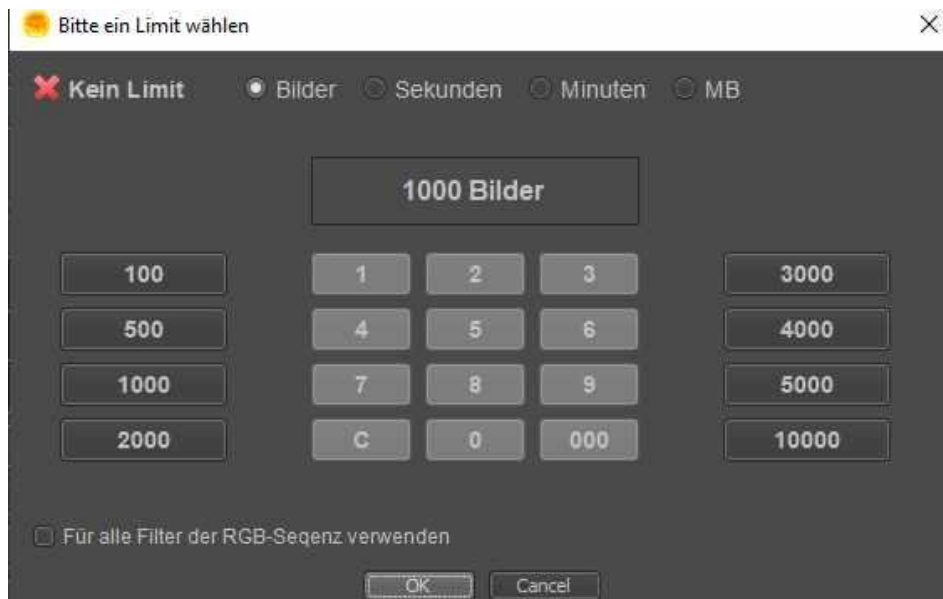 Bitte ein Limit wählen
Kein Limit Bilder Sekunden Minuten MB
1000 Bilder
100 1 2 3 3000
500 4 5 6 4000
1000 7 8 9 5000
2000 C 0 000 10000
Für alle Filter der RGB-Seqenz verwenden
OK Cancel